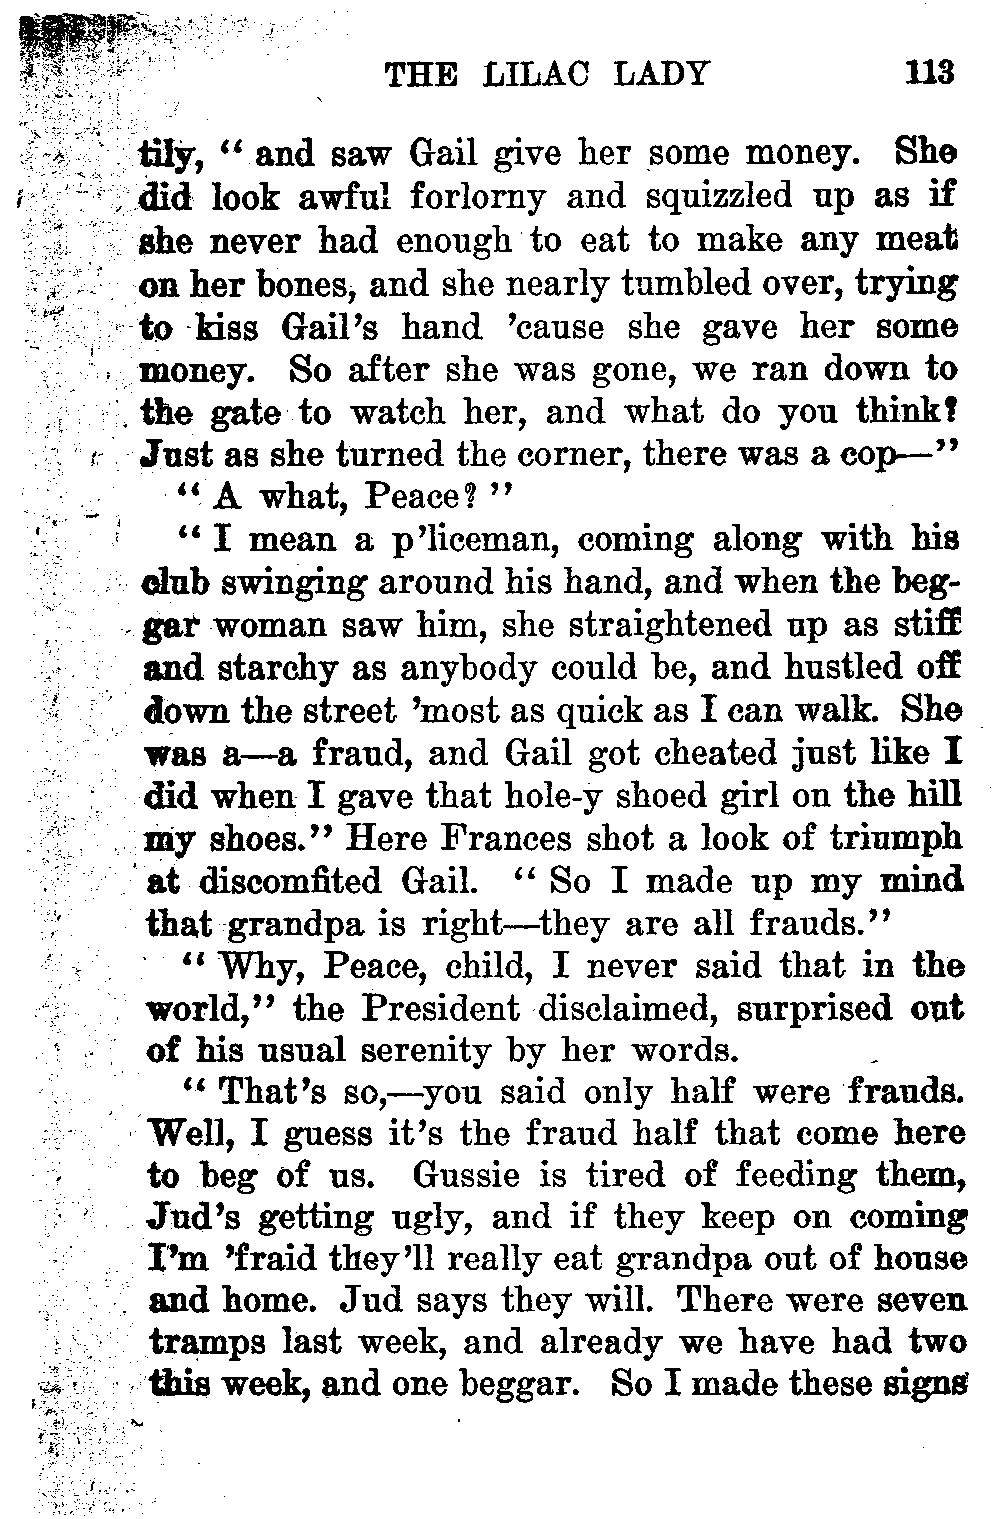 THE LILAC LADY 113
tily, “ and saw Gail give her some money. She
did look awful forlorny and squizzled up as if
she never had enough to eat to make any meat
on her bones, and she nearly tumbled over, trying
to kiss Gail’s hand ’cause she gave her some
money. So after she was gone, we ran down to
the gate to watch her, and what do you think?
Just as she turned the corner, there was a cop—”
“ A what, Peace? ”
“ I mean a p’liceman, coming along with his
club swinging around his hand, and when the beg-
gar woman saw him, she straightened up as stiff
and starchy as anybody could be, and hustled off
down the street ’most as quick as I can walk. She
was a—a fraud, and Gail got cheated just like I
did when I gave that hole-y shoed girl on the hill
my shoes.” Here Frances shot a look of triumph
at discomfited Gail. “ So I made up my mind
that grandpa is right—they are all frauds.”
“ Why, Peace, child, I never said that in the
world,” the President disclaimed, surprised out
of his usual serenity by her words.
“ That’s so,—you said only half were frauds.
Well, I guess it’s the fraud half that come here
to beg of us. Gussie is tired of feeding them,
Jud’s getting ugly, and if they keep on coming
I’m ’fraid they’ll really eat grandpa out of house
and home. Jud says they will. There were seven
tramps last week, and already we have had two
this week, and one beggar. So I made these signs